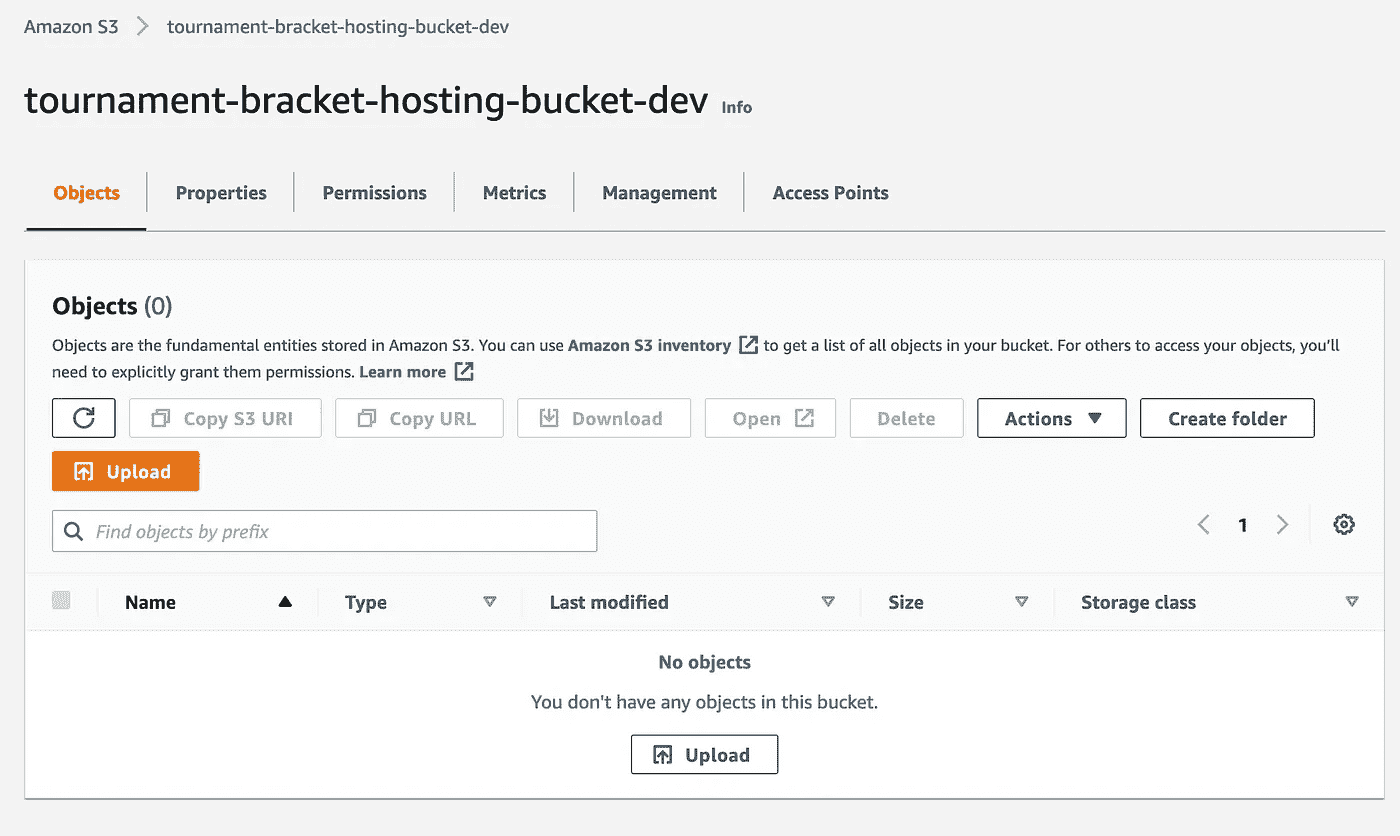 Amazon S3 tournament-bracket-hosting-bucket-dev
tournament-bracket-hosting-bucket-dev Info
Objects Properties Permissions Metrics Management Access Points
Objects (0)
Objects are the fundamental entities stored in Amazon S3. You can use Amazon S3 inventory to get a list of all objects in your bucket. For others to access your objects, you'll
need to explicitly grant them permissions. Learn more
Copy S3 URI Copy URL Download Open Delete Actions Create folder
Upload
Find objects by prefix 1
Name Type Last modified Size Storage class
No objects
You don't have any objects in this bucket.
Upload